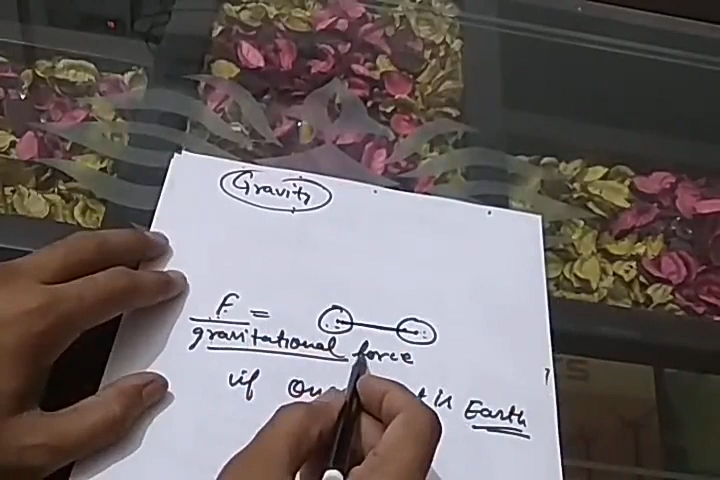 Gravity
F =
gravitational force
if Earth